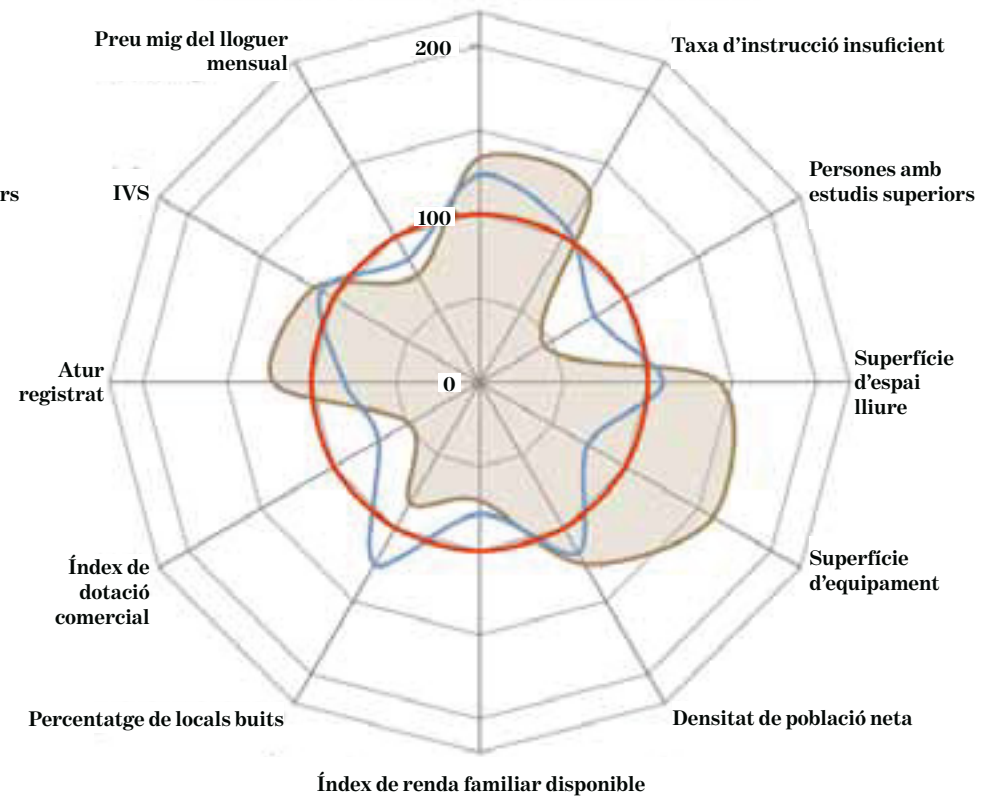 Preu mig del lloguer
mensual
200
Taxa d'instrucció insuficient
Persones amb
estudis superiors
rs
IVS
100
0
Atur
registrat
Superfície
d'espai
lliure
Índex de
dotació
comercial
Superfície
d'equipament
Percentatge de locals buits
Densitat de població neta
Índex de renda familiar disponible